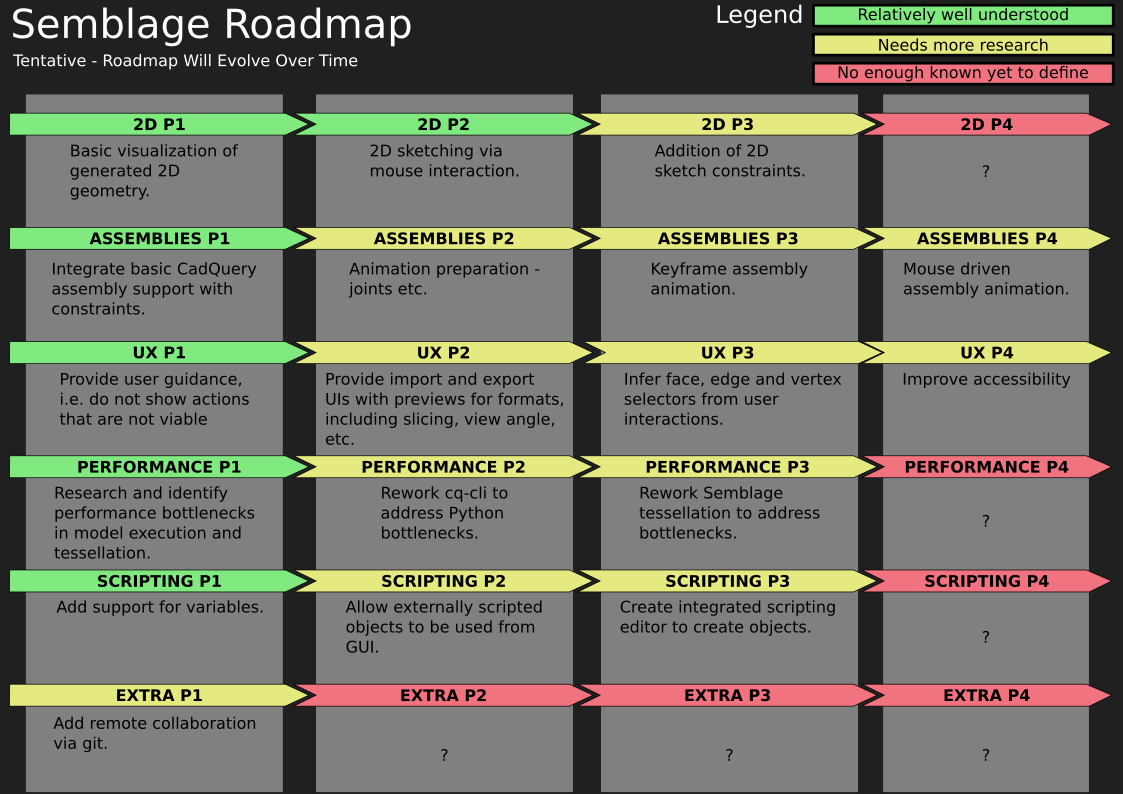 Semblage Roadmap
Tentative - Roadmap Will Evolve Over Time
Legend
Relatively well understood
Needs more research
No enough known yet to define
2D P1
Basic visualization of
generated 2D
geometry.
2D P2
2D sketching via
mouse interaction.
2D P3
Addition of 2D
sketch constraints.
2D P4
?
ASSEMBLIES P1
Integrate basic CadQuery
assembly support with
constraints.
ASSEMBLIES P2
Animation preparation -
joints etc.
ASSEMBLIES P3
Keyframe assembly
animation.
ASSEMBLIES P4
Mouse driven
assembly animation.
UX P1
Provide user guidance,
i.e. do not show actions
that are not viable
UX P2
Provide import and export
UIs with previews for formats,
including slicing, view angle,
etc.
UX P3
Infer face, edge and vertex
selectors from user
interactions.
UX P4
Improve accessibility
PERFORMANCE P1
Research and identify
performance bottlenecks
in model execution and
tessellation.
PERFORMANCE P2
Rework cq-cli to
address Python
bottlenecks.
PERFORMANCE P3
Rework Semblage
tessellation to address
bottlenecks.
PERFORMANCE P4
?
SCRIPTING P1
Add support for variables.
SCRIPTING P2
Allow externally scripted
objects to be used from
GUI.
SCRIPTING P3
Create integrated scripting
editor to create objects.
SCRIPTING P4
?
EXTRA P1
Add remote collaboration
via git.
EXTRA P2
?
EXTRA P3
?
EXTRA P4
?